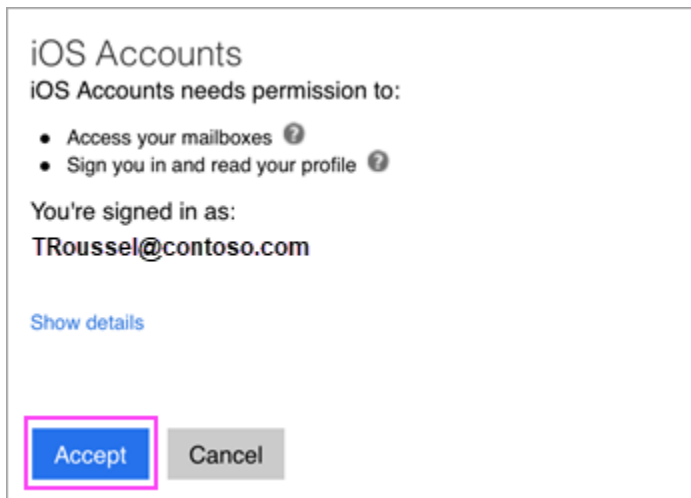 iOS Accounts
iOS Accounts needs permission to:
● Access your mailboxes ?
● Sign you in and read your profile ?
You're signed in as:
TRoussel@contoso.com
Show details
Accept Cancel